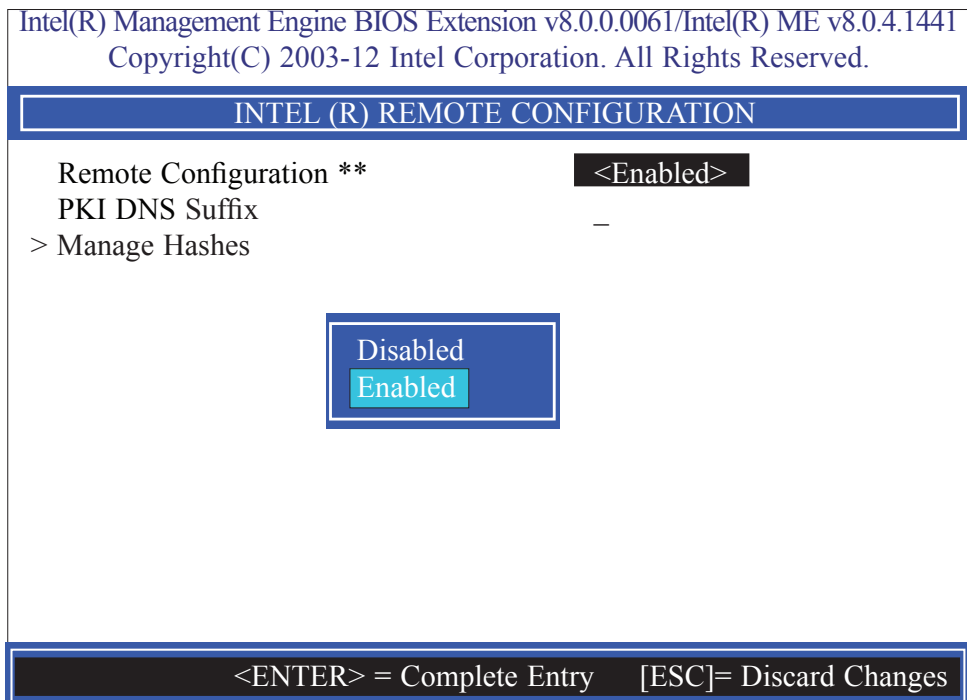 Intel(R) Management Engine BIOS Extension v8.0.0.0061/Intel(R) ME v8.0.4.1441
Copyright(C) 2003-12 Intel Corporation. All Rights Reserved.
INTEL (R) REMOTE CONFIGURATION
Remote Configuration ** <Enabled>
PKI DNS Suffix _
> Manage Hashes
Disabled
Enabled
<ENTER> = Complete Entry [ESC]= Discard Changes